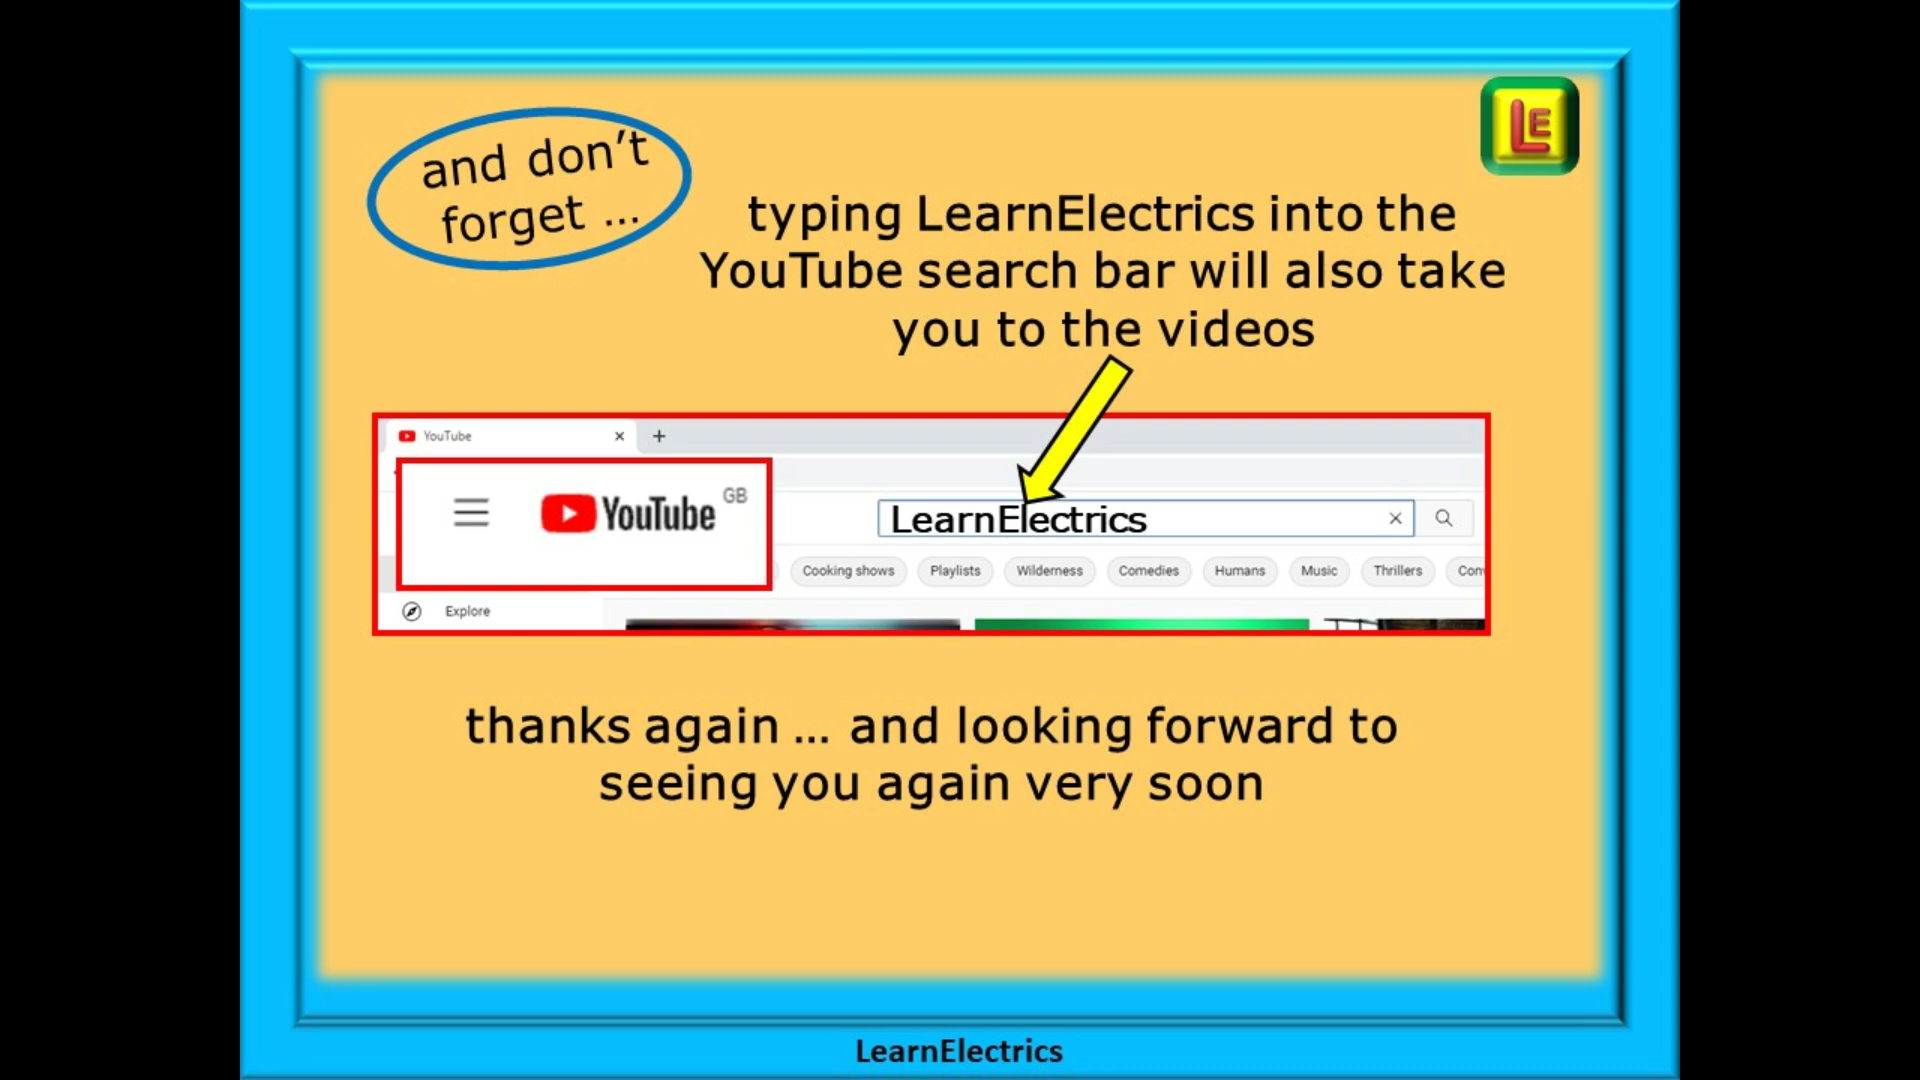 and don't
forget ...
LE
typing LearnElectrics into the
YouTube search bar will also take
you to the videos
YouTube
YouTube GB
LearnElectrics
Cooking shows Playlists Wilderness Comedies Humans Music Thrillers
Explore
thanks again ... and looking forward to
seeing you again very soon
LearnElectrics